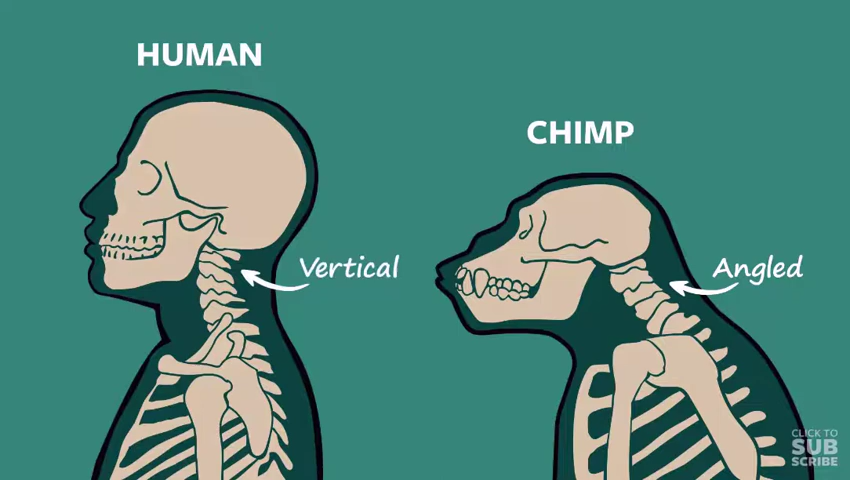 HUMAN
CHIMP
Vertical
Angled
CLICK TO
SUB
SCRIBE